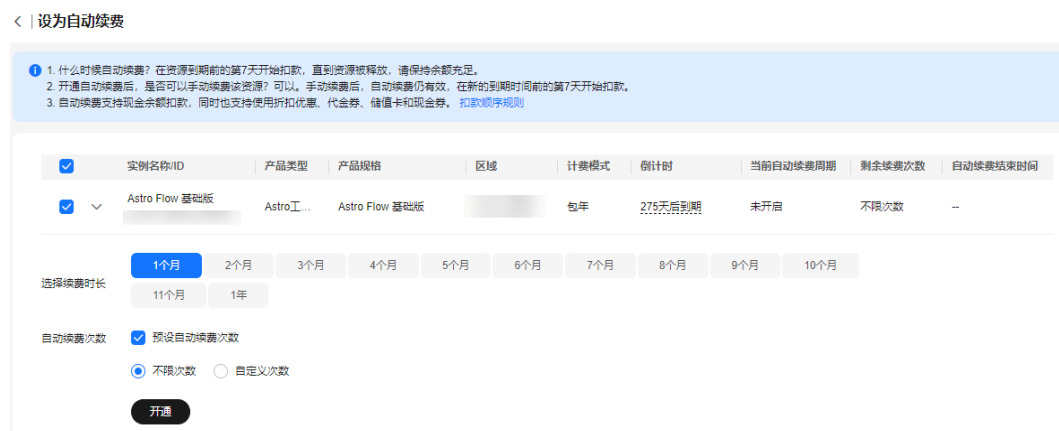 设为自动续费
1. 什么时候自动续费？在资源到期前的第7天开始扣款，直到资源被释放，请保持余额充足。
2. 开通自动续费后，是否可以手动续费该资源？可以。手动续费后，自动续费仍有效，在新的到期时间前的第7天开始扣款。
3. 自动续费支持现金余额扣款，同时也支持使用折扣优惠、代金券、储值卡和现金券。 扣款顺序规则
实例名称/ID 产品类型 产品规格 区域 计费模式 倒计时 当前自动续费周期 剩余续费次数 自动续费结束时间
Astro Flow 基础版 Astro工... Astro Flow 基础版 包年 275天后到期 未开启 不限次数 --
选择续费时长 1个月 2个月 3个月 4个月 5个月 6个月 7个月 8个月 9个月 10个月
11个月 1年
自动续费次数 预设自动续费次数
不限次数 自定义次数
开通